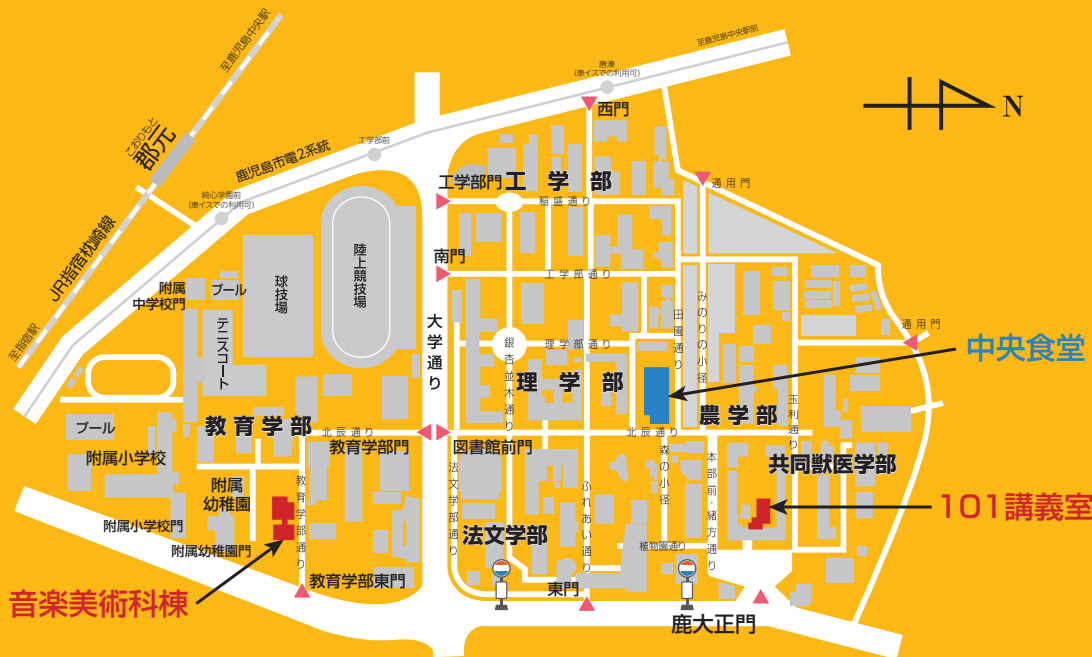 至鹿児島中央駅
こおりもと
郡元
JR指宿枕崎線
至指宿駅
至鹿児島中央駅前
唐湊
(車イスでの利用可)
工学部前
鹿児島市電2系統
純心学園前
(車イスでの利用可)
N
西門
工学部門
工学部
稲盛通り
通用門
南門
工学部通り
陸上競技場
球技場
プール
附属
中学校門
テニスコート
大学通り
銀杏並木通り
理学部通り
理学部
田園通り
みのりの小径
通用門
中央食堂
農学部
玉利通り
教育学部
北辰通り
教育学部門
図書館前門
北辰通り
プール
附属小学校
附属
幼稚園
教育学部通り
法文学部通り
法文学部
ふれあい通り
森の小径
本部前・緒方通り
共同獣医学部
101講義室
附属小学校門
附属幼稚園門
植物園通り
音楽美術科棟
教育学部東門
東門
鹿大正門